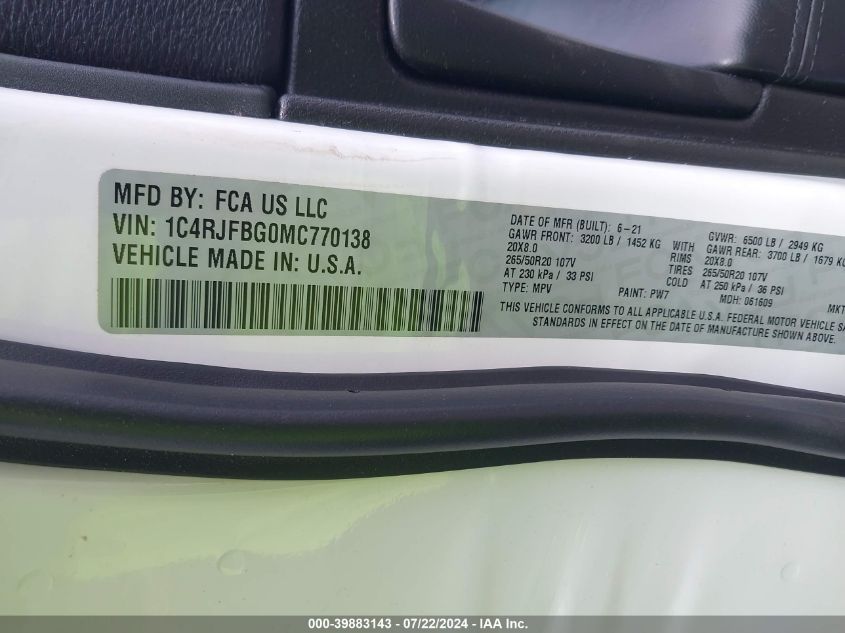 MFD BY: FCA US LLC
VIN: 1C4RJFBG0MC770138
VEHICLE MADE IN: U.S.A.
DATE OF MFR (BUILT): 6-21
GAWR FRONT: 3200 LB / 1452 KG WITH
20X8.0 RIMS
265/50R20 107V TIRES
AT 230 kPa / 33 PSI COLD
TYPE: MPV PAINT: PW7
GVWR: 6500 LB / 2949 KG
GAWR REAR: 3700 LB / 1679 KG
20X8.0
265/50R20 107V
AT 250 kPa / 36 PSI
MDH: 061609 MKT
THIS VEHICLE CONFORMS TO ALL APPLICABLE U.S.A. FEDERAL MOTOR VEHICLE SA
STANDARDS IN EFFECT ON THE DATE OF MANUFACTURE SHOWN ABOVE.
000-39883143 - 07/22/2024 - IAA Inc.